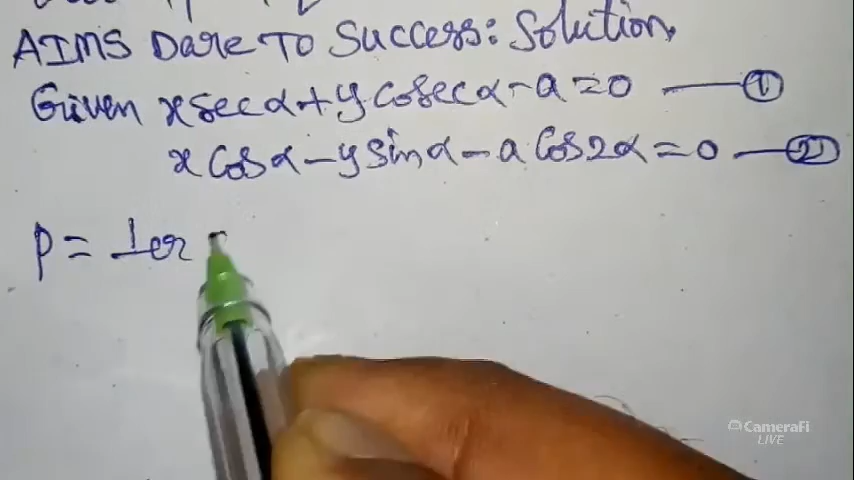 AIMS DARE TO SUCCESS: Solution.
Given x sec α + y cosec α - a = 0 —— ①
x cos α - y sin α - a cos 2α = 0 —— ②
P = ⊥er
CameraFi
LIVE